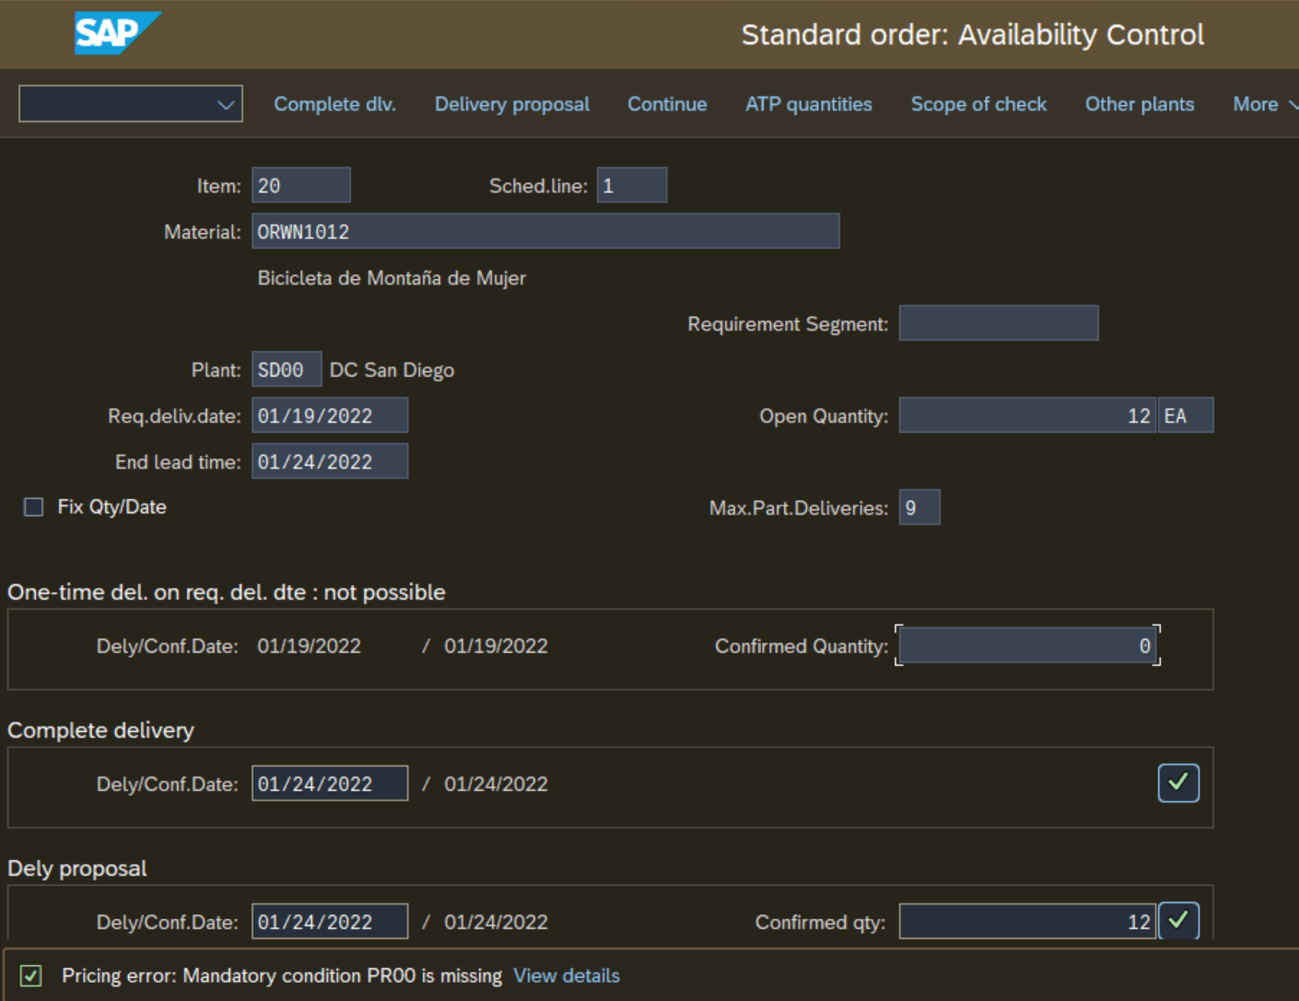 SAP
Standard order: Availability Control
Complete dlv. Delivery proposal Continue ATP quantities Scope of check Other plants More
Item: 20 Sched.line: 1
Material: ORWN1012
Bicicleta de Montaña de Mujer
Requirement Segment:
Plant: SD00 DC San Diego
Req.deliv.date: 01/19/2022 Open Quantity: 12 EA
End lead time: 01/24/2022
Fix Qty/Date Max.Part.Deliveries: 9
One-time del. on req. del. dte : not possible
Dely/Conf.Date: 01/19/2022 / 01/19/2022 Confirmed Quantity: 0
Complete delivery
Dely/Conf.Date: 01/24/2022 / 01/24/2022
Dely proposal
Dely/Conf.Date: 01/24/2022 / 01/24/2022 Confirmed qty: 12
Pricing error: Mandatory condition PR00 is missing View details